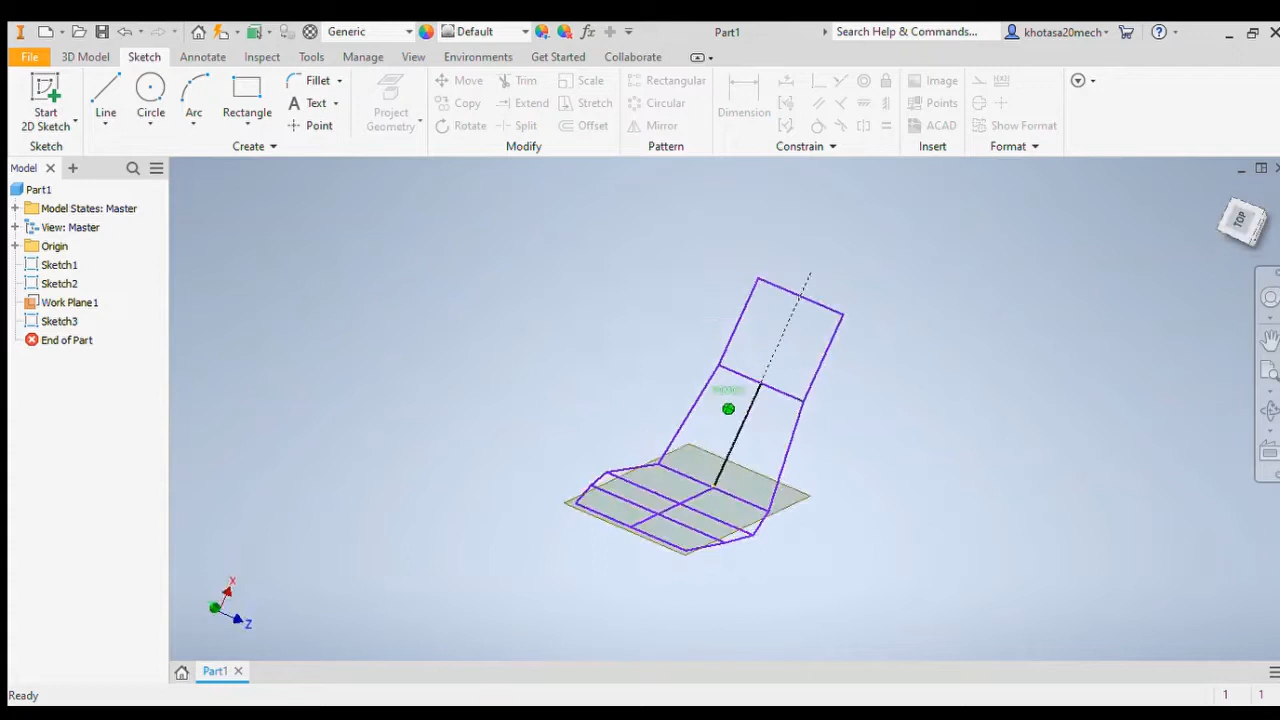 Generic
Default
Part1
Search Help & Commands...
khotasa20mech
File
3D Model
Sketch
Annotate
Inspect
Tools
Manage
View
Environments
Get Started
Collaborate
Start
2D Sketch
Line
Circle
Arc
Rectangle
Fillet
Text
Point
Project
Geometry
Move
Copy
Rotate
Trim
Extend
Split
Scale
Stretch
Offset
Rectangular
Circular
Mirror
Dimension
Image
Points
ACAD
Show Format
Sketch
Create
Modify
Pattern
Constrain
Insert
Format
Model
Part1
Model States: Master
View: Master
Origin
Sketch1
Sketch2
Work Plane1
Sketch3
End of Part
TOP
X
Z
Part1
Ready
1 1